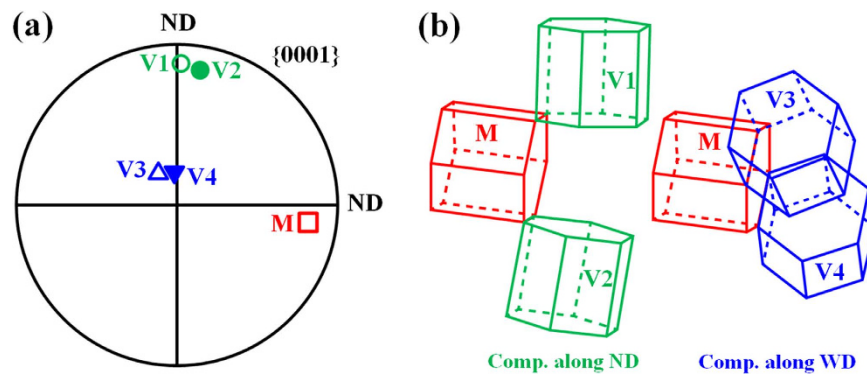 (a)
ND
{0001}
V1
V2
V3
V4
ND
M
(b)
V1
M
V2
Comp. along ND
M
V3
V4
Comp. along WD